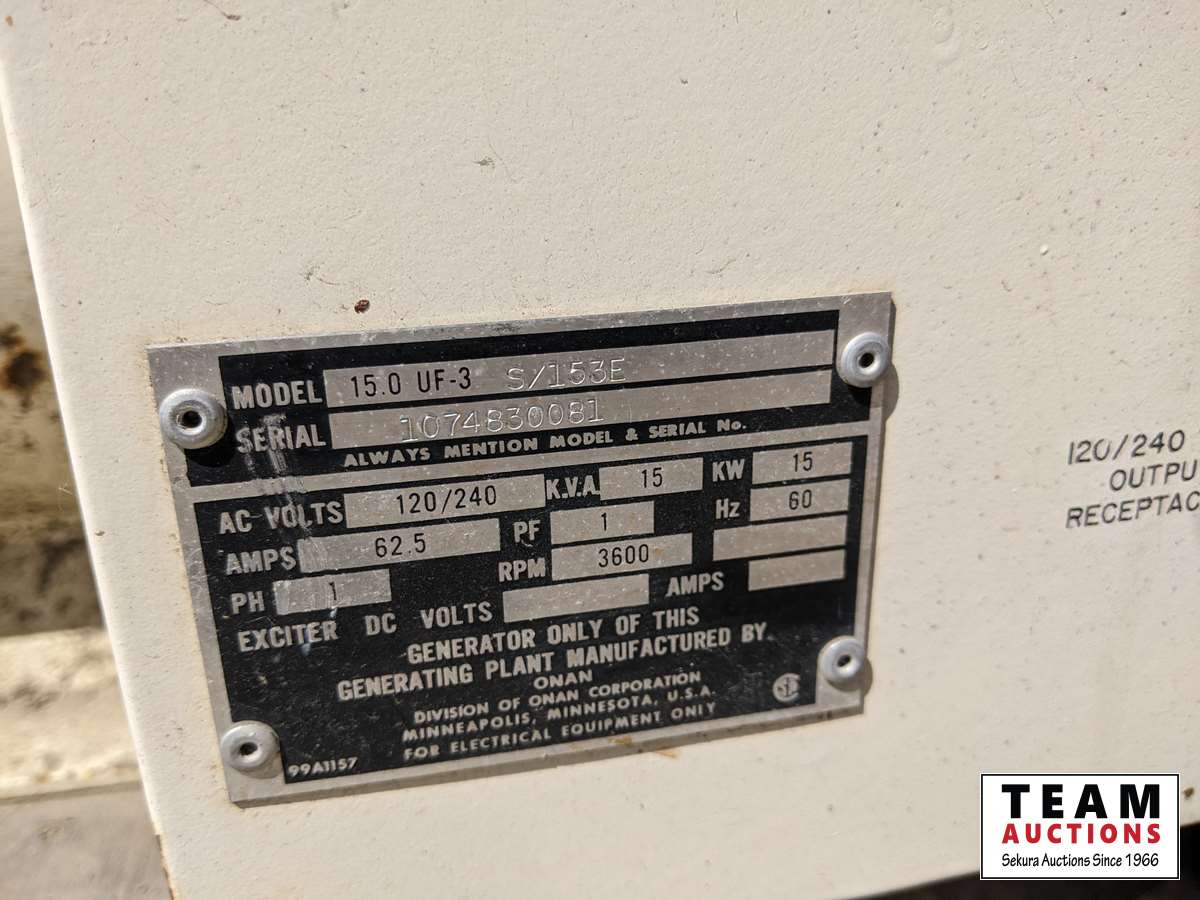 MODEL 15.0 UF-3 S/153E
SERIAL 1074830081
ALWAYS MENTION MODEL & SERIAL No.
AC VOLTS 120/240 K.V.A. 15 KW 15
AMPS 62.5 PF 1 Hz 60
PH 1 RPM 3600
EXCITER DC VOLTS AMPS
GENERATOR ONLY OF THIS
GENERATING PLANT MANUFACTURED BY
ONAN
DIVISION OF ONAN CORPORATION
MINNEAPOLIS, MINNESOTA, U.S.A.
FOR ELECTRICAL EQUIPMENT ONLY
99A1157
120/240
OUTPU
RECEPTAC
TEAM
AUCTIONS
Sekura Auctions Since 1966